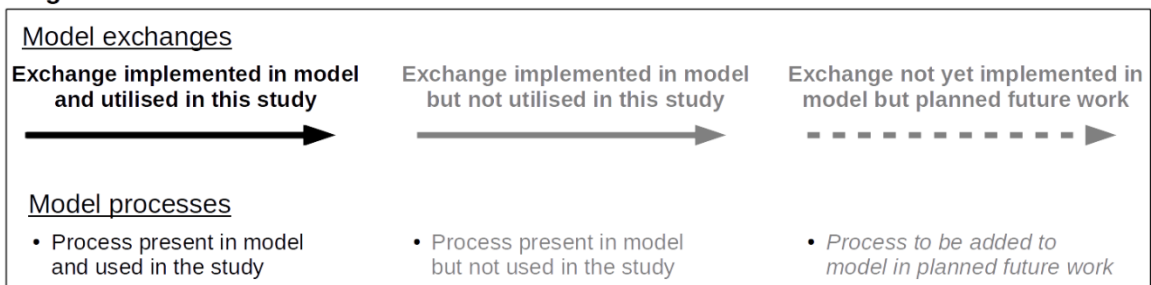 Model exchanges
Exchange implemented in model
and utilised in this study
Exchange implemented in model
but not utilised in this study
Exchange not yet implemented in
model but planned future work
Model processes
• Process present in model
and used in the study
• Process present in model
but not used in the study
• Process to be added to
model in planned future work